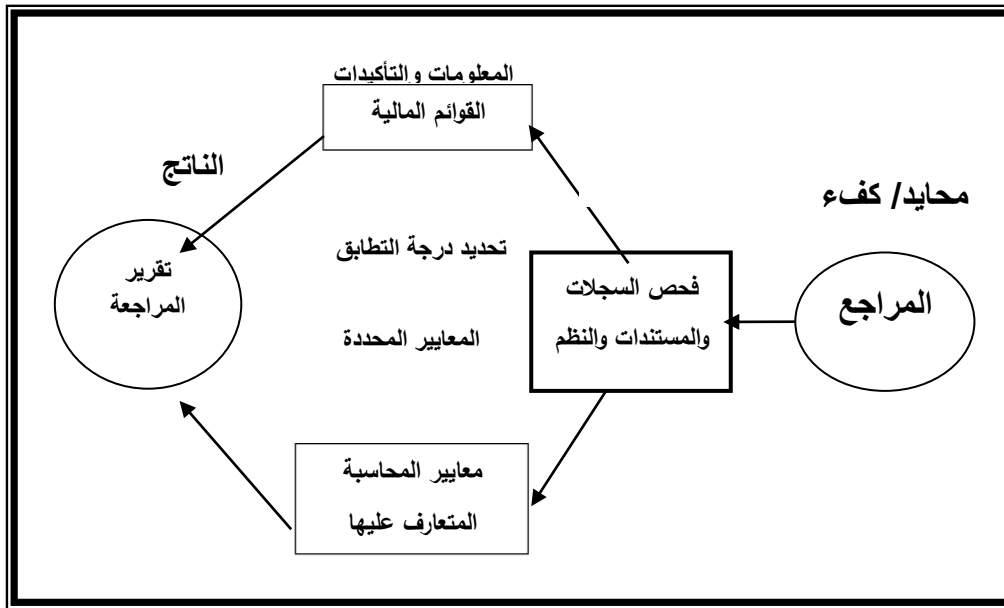 المعلومات والتأكيدات
القوائم المالية
الناتج
محايد/ كفء
تقرير
المراجعة
تحديد درجة التطابق
المعايير المحددة
فحص السجلات
والمستندات والنظم
المراجع
معايير المحاسبة
المتعارف عليها